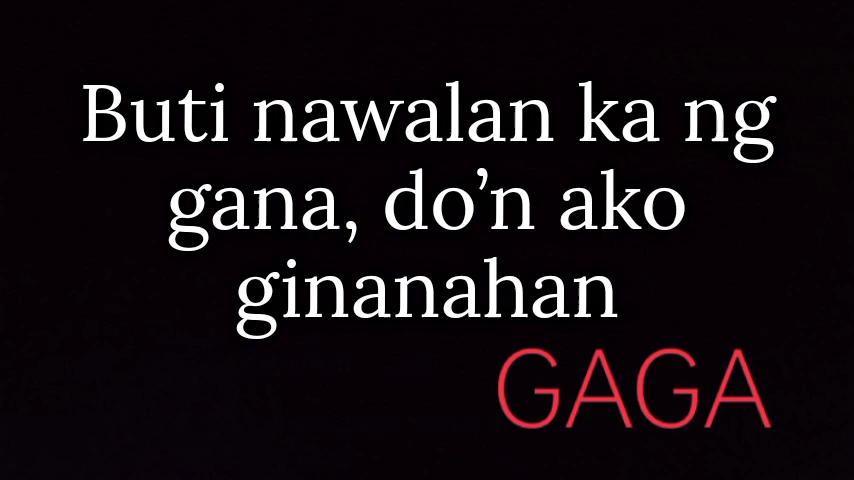 Buti nawalan ka ng
gana, do’n ako
ginanahan
GAGA